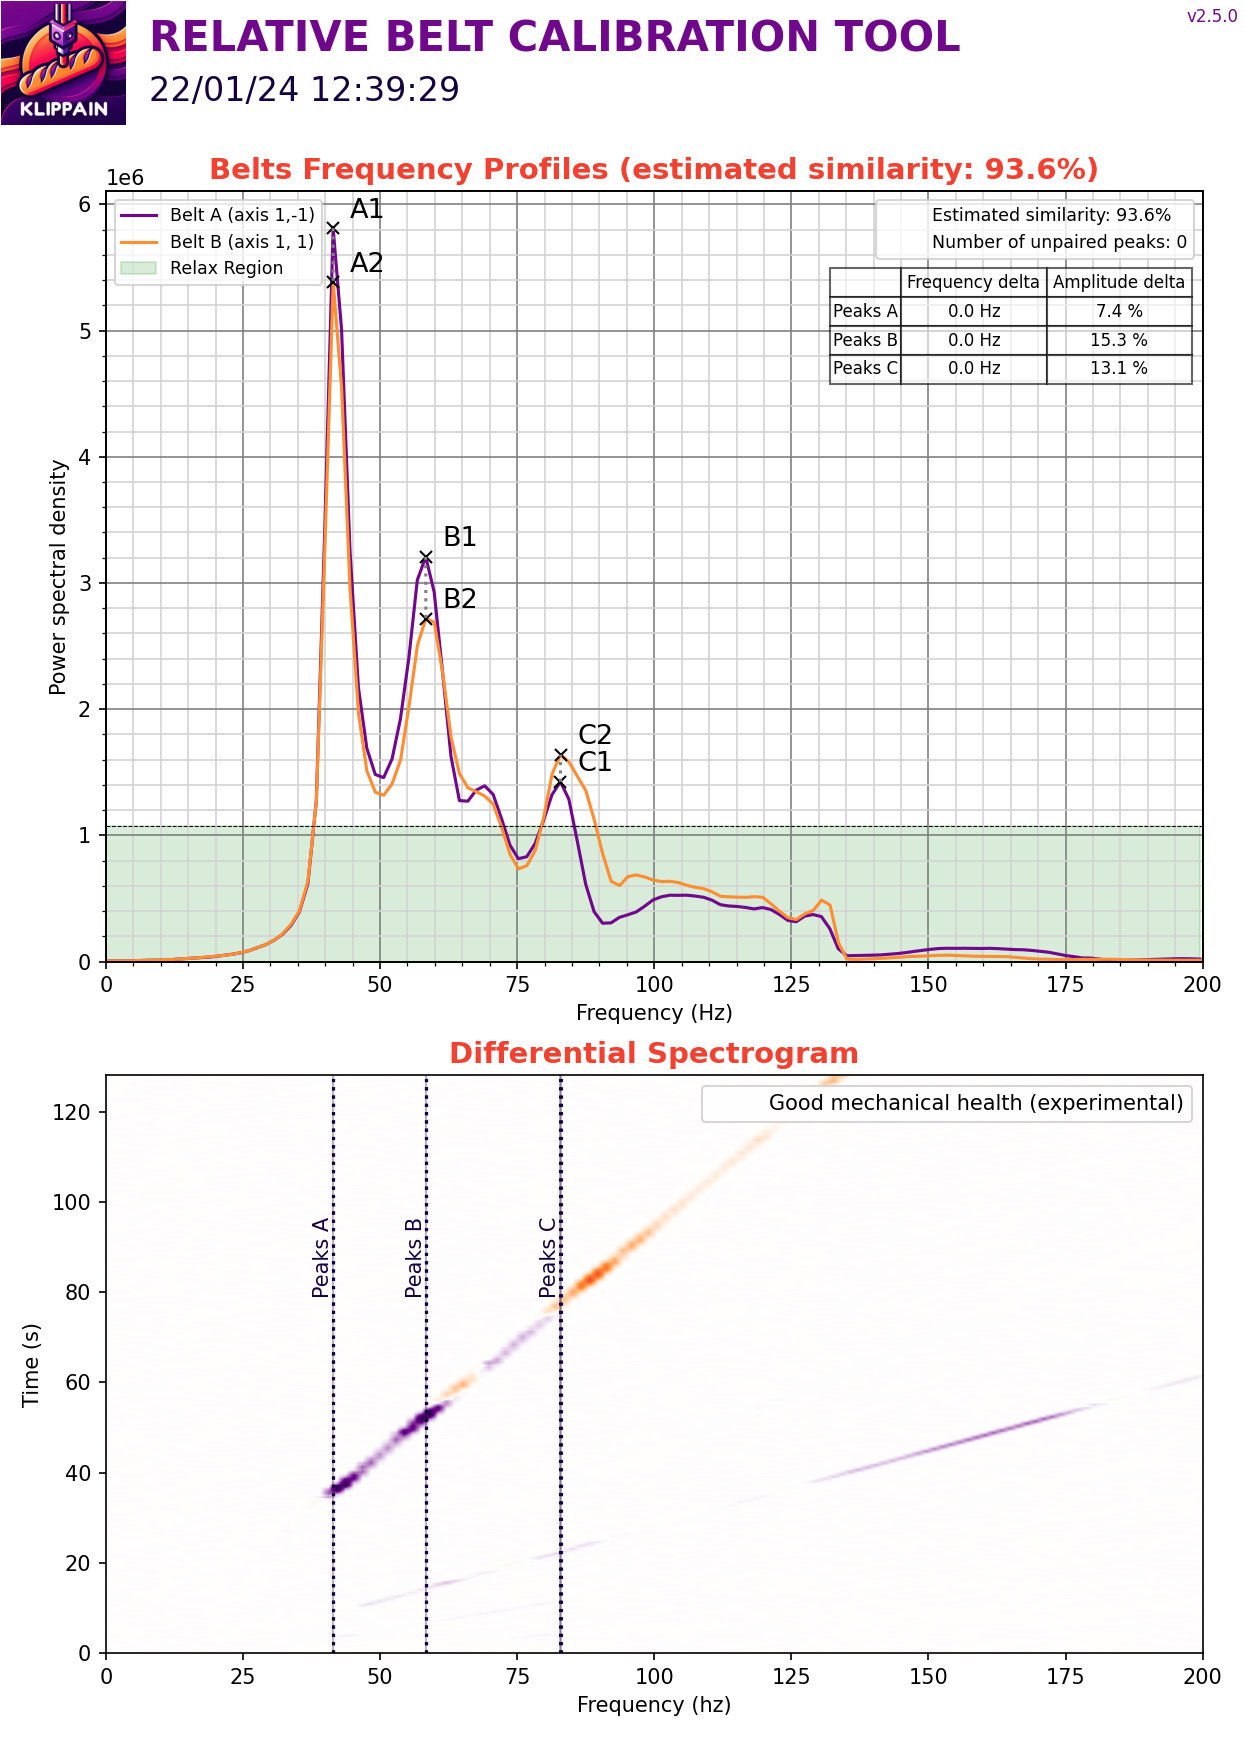 KLIPPAIN
RELATIVE BELT CALIBRATION TOOL
22/01/24 12:39:29
v2.5.0
Belts Frequency Profiles (estimated similarity: 93.6%)
1e6
Belt A (axis 1,-1)
Belt B (axis 1, 1)
Relax Region
Estimated similarity: 93.6%
Number of unpaired peaks: 0
Frequency delta Amplitude delta
Peaks A 0.0 Hz 7.4 %
Peaks B 0.0 Hz 15.3 %
Peaks C 0.0 Hz 13.1 %
A1
A2
B1
B2
C2
C1
6
5
4
3
2
1
0
Power spectral density
0 25 50 75 100 125 150 175 200
Frequency (Hz)
Differential Spectrogram
Good mechanical health (experimental)
Peaks A
Peaks B
Peaks C
120
100
80
60
40
20
0
Time (s)
0 25 50 75 100 125 150 175 200
Frequency (hz)